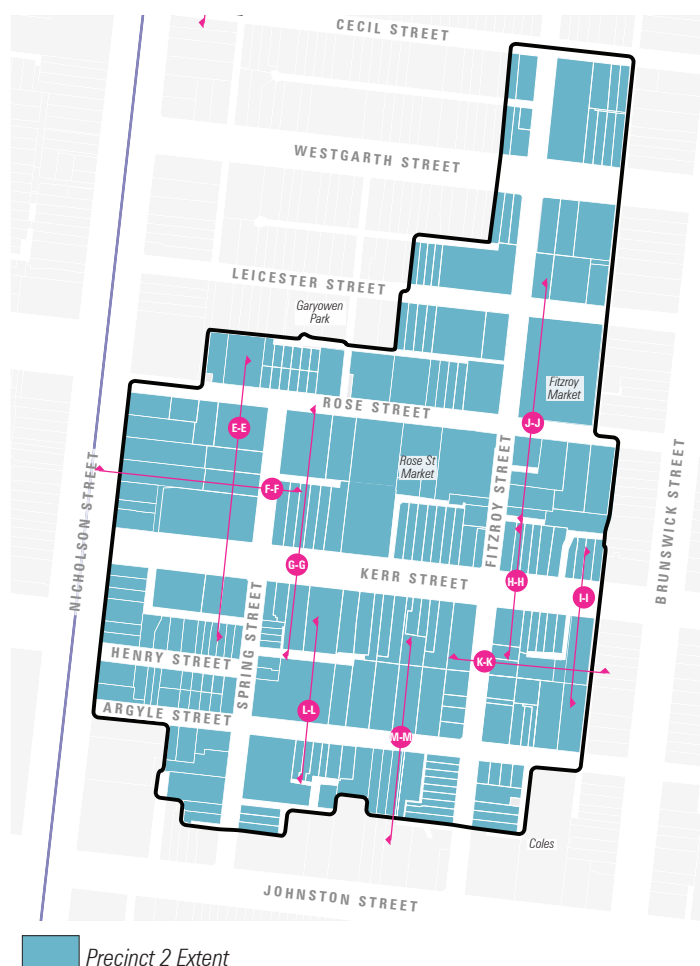 CECIL STREET
WESTGARTH STREET
LEICESTER STREET
Garyowen
Park
Fitzroy
Market
ROSE STREET
E-E
J-J
Rose St
Market
F-F
NICHOLSON STREET
FITZROY STREET
BRUNSWICK STREET
G-G
KERR STREET
H-H
I-I
SPRING STREET
HENRY STREET
K-K
ARGYLE STREET
L-L
M-M
Coles
JOHNSTON STREET
Precinct 2 Extent